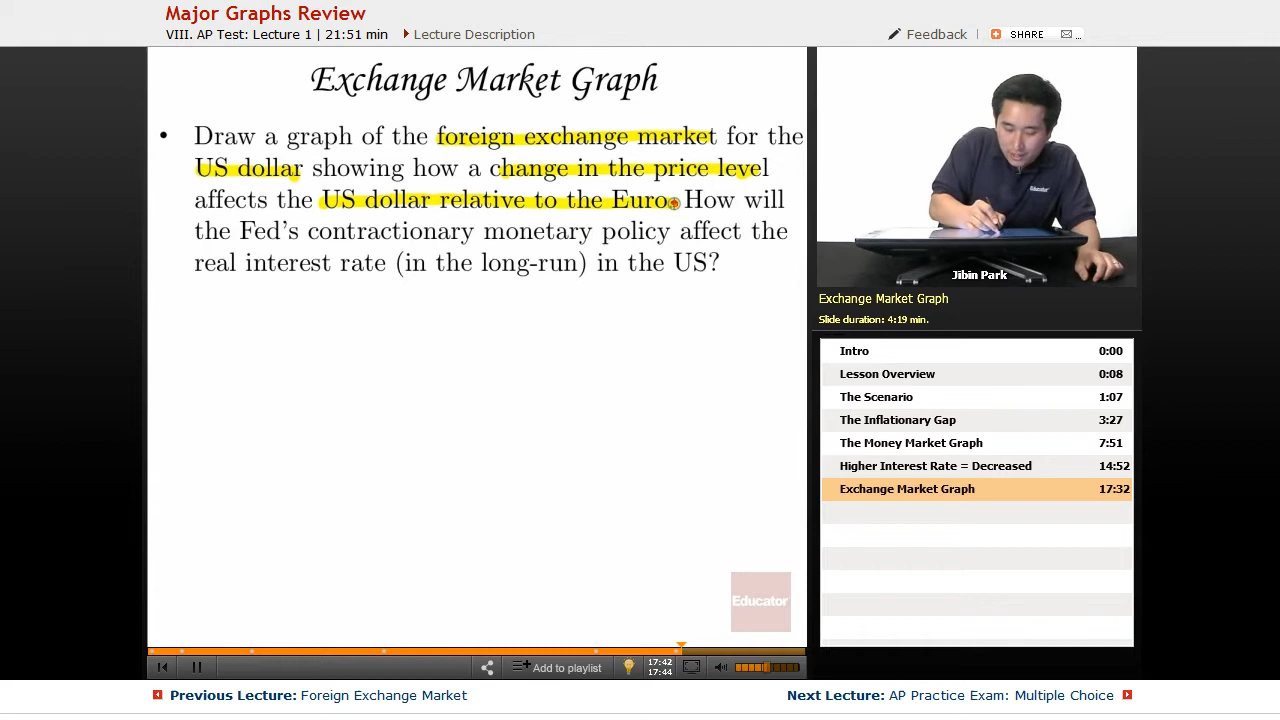 Major Graphs Review
VIII. AP Test: Lecture 1 | 21:51 min
Lecture Description
Feedback
SHARE
Exchange Market Graph
• Draw a graph of the foreign exchange market for the
US dollar showing how a change in the price level
affects the US dollar relative to the Euro. How will
the Fed's contractionary monetary policy affect the
real interest rate (in the long-run) in the US?
Educator
Jibin Park
Exchange Market Graph
Slide duration: 4:19 min.
Intro 0:00
Lesson Overview 0:08
The Scenario 1:07
The Inflationary Gap 3:27
The Money Market Graph 7:51
Higher Interest Rate = Decreased 14:52
Exchange Market Graph 17:32
Add to playlist
17:42
17:44
Previous Lecture: Foreign Exchange Market
Next Lecture: AP Practice Exam: Multiple Choice